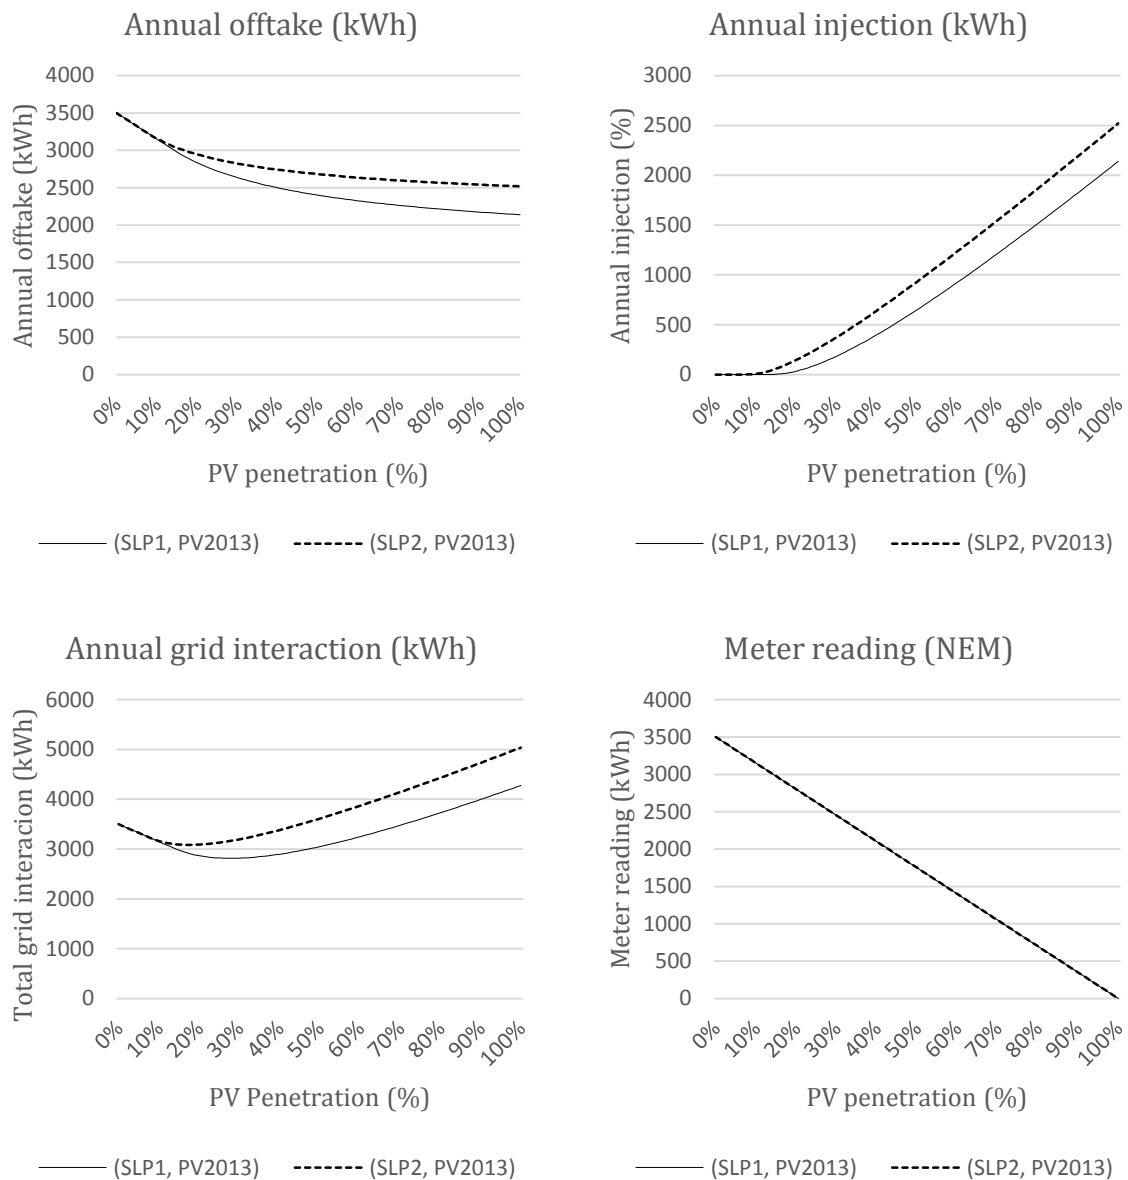 Annual offtake (kWh)
Annual offtake (kWh)
4000
3500
3000
2500
2000
1500
1000
500
0
0% 10% 20% 30% 40% 50% 60% 70% 80% 90% 100%
PV penetration (%)
(SLP1, PV2013) (SLP2, PV2013)
Annual injection (kWh)
Annual injection (%)
3000
2500
2000
1500
1000
500
0
0% 10% 20% 30% 40% 50% 60% 70% 80% 90% 100%
PV penetration (%)
(SLP1, PV2013) (SLP2, PV2013)
Annual grid interaction (kWh)
Total grid interacion (kWh)
6000
5000
4000
3000
2000
1000
0
0% 10% 20% 30% 40% 50% 60% 70% 80% 90% 100%
PV Penetration (%)
(SLP1, PV2013) (SLP2, PV2013)
Meter reading (NEM)
Meter reading (kWh)
4000
3500
3000
2500
2000
1500
1000
500
0
0% 10% 20% 30% 40% 50% 60% 70% 80% 90% 100%
PV penetration (%)
(SLP1, PV2013) (SLP2, PV2013)